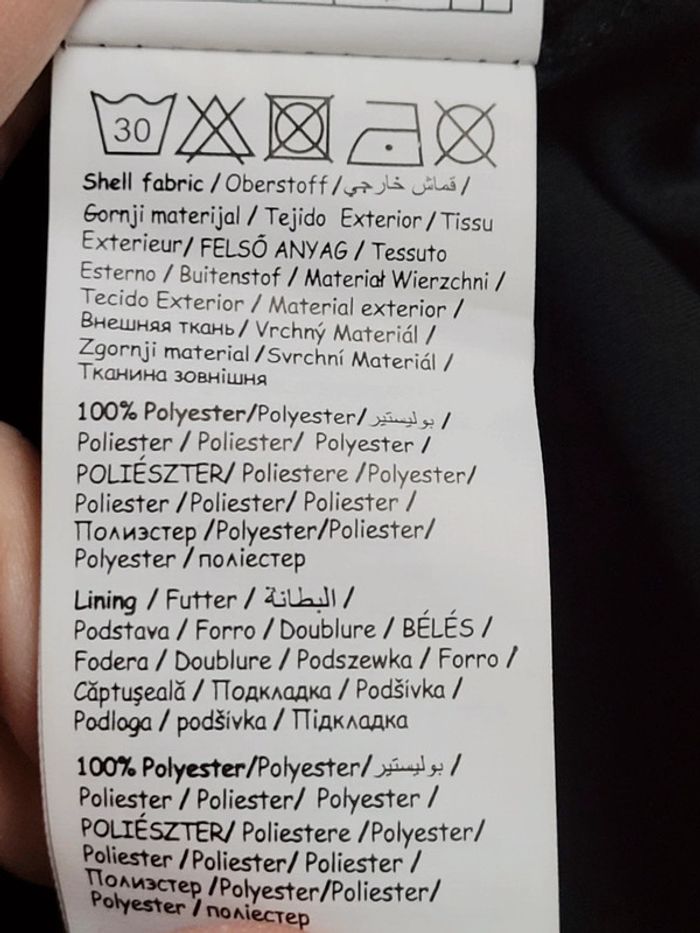 30
Shell fabric / Oberstoff / قماش خارجي /
Gornji materijal / Tejido Exterior / Tissu
Exterieur/ FELSŐ ANYAG / Tessuto
Esterno / Buitenstof / Materiał Wierzchni /
Tecido Exterior / Material exterior /
Внешняя ткань / Vrchný Materiál /
Zgornji material / Svrchní Materiál /
Тканина зовнішня
100% Polyester/Polyester/ بوليستير /
Poliester / Poliester/ Polyester /
POLIÉSZTER/ Poliestere /Polyester/
Poliester /Poliester/ Poliester /
Полиэстер /Polyester/Poliester/
Polyester / поліестер
Lining / Futter / البطانة /
Podstava / Forro / Doublure / BÉLÉS /
Fodera / Doublure / Podszewka / Forro /
Căptuşeală / Подкладка / Podšívka /
Podloga / podšívka / Підкладка
100% Polyester/Polyester/ بوليستير /
Poliester / Poliester/ Polyester /
POLIÉSZTER/ Poliestere /Polyester/
Poliester /Poliester/ Poliester /
Полиэстер /Polyester/Poliester/
Polyester / поліестер